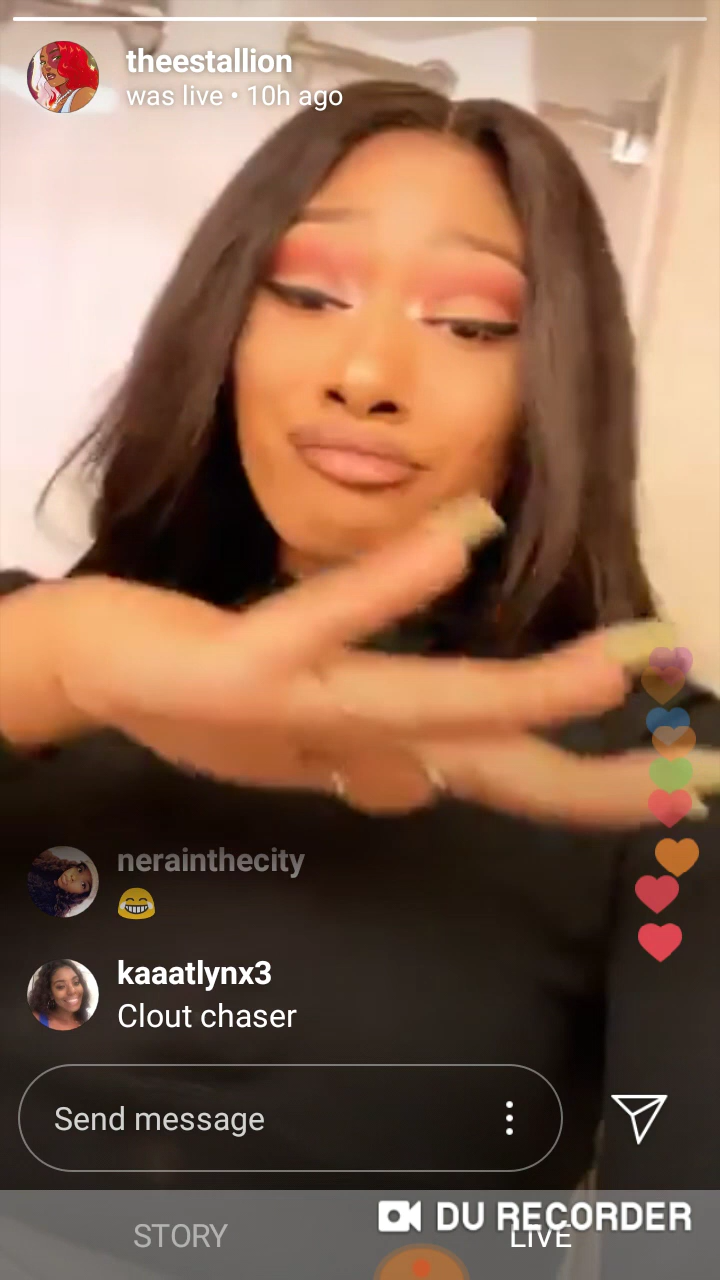 theestallion
was live • 10h ago
nerainthecity
😂
kaaatlynx3
Clout chaser
Send message
STORY
DU RECORDER
LIVE